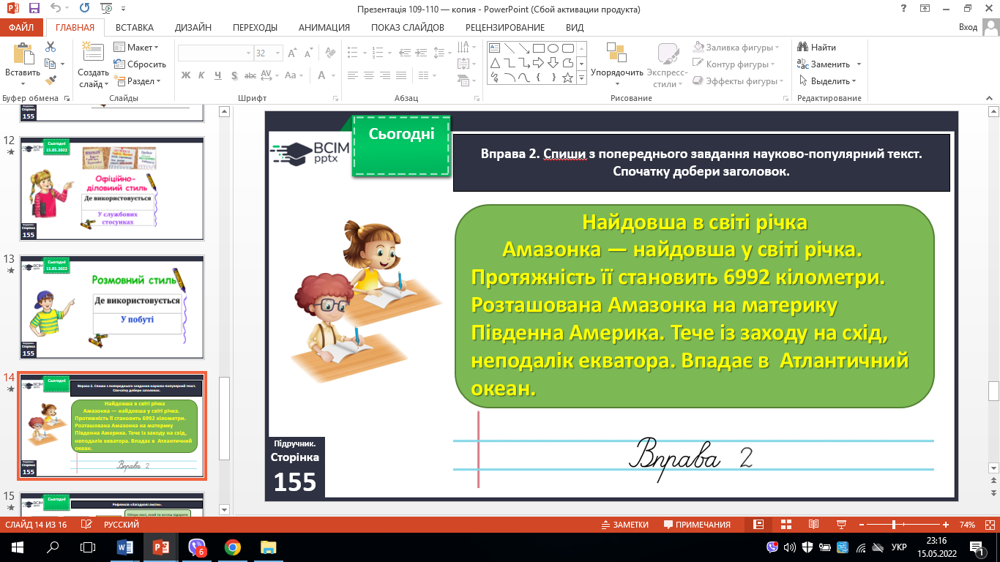 Презентація 109-110 — копия - PowerPoint (Сбой активации продукта)
ФАЙЛ ГЛАВНАЯ ВСТАВКА ДИЗАЙН ПЕРЕХОДЫ АНИМАЦИЯ ПОКАЗ СЛАЙДОВ РЕЦЕНЗИРОВАНИЕ ВИД Вход
Вставить
Создать слайд
Макет
Сбросить
Раздел
32
Ж К Ч S abc AV Aa A
Упорядочить
Экспресс-стили
Заливка фигуры
Контур фигуры
Эффекты фигуры
Найти
Заменить
Выделить
Буфер обмена Слайды Шрифт Абзац Рисование Редактирование
155
12
Сьогодні
15.05.2022
Офіційно-
діловий стиль
Де використовується
У службових
стосунках
Сторінка
155
13
Сьогодні
15.05.2022
Розмовний стиль
Де використовується
У побуті
Сторінка
155
14
Сьогодні
Вправа 2. Спиши з попереднього завдання науково-популярний текст.
Спочатку добери заголовок.
Найдовша в світі річка
Амазонка — найдовша у світі річка.
Протяжність її становить 6992 кілометри.
Розташована Амазонка на материку
Південна Америка. Тече із заходу на схід,
неподалік екватора. Впадає в Атлантичний
океан.
Вправа 2
Сторінка
155
15
Сьогодні
Рефлексія «Загадкові листи».
Обери лист, який ти хочеш відкрити
ВСІМ
pptx
Сьогодні
Вправа 2. Спиши з попереднього завдання науково-популярний текст.
Спочатку добери заголовок.
Найдовша в світі річка
Амазонка — найдовша у світі річка.
Протяжність її становить 6992 кілометри.
Розташована Амазонка на материку
Південна Америка. Тече із заходу на схід,
неподалік екватора. Впадає в Атлантичний
океан.
Підручник.
Сторінка
155
Вправа 2
СЛАЙД 14 ИЗ 16 РУССКИЙ ЗАМЕТКИ ПРИМЕЧАНИЯ 74%
6
УКР
23:16
15.05.2022
1